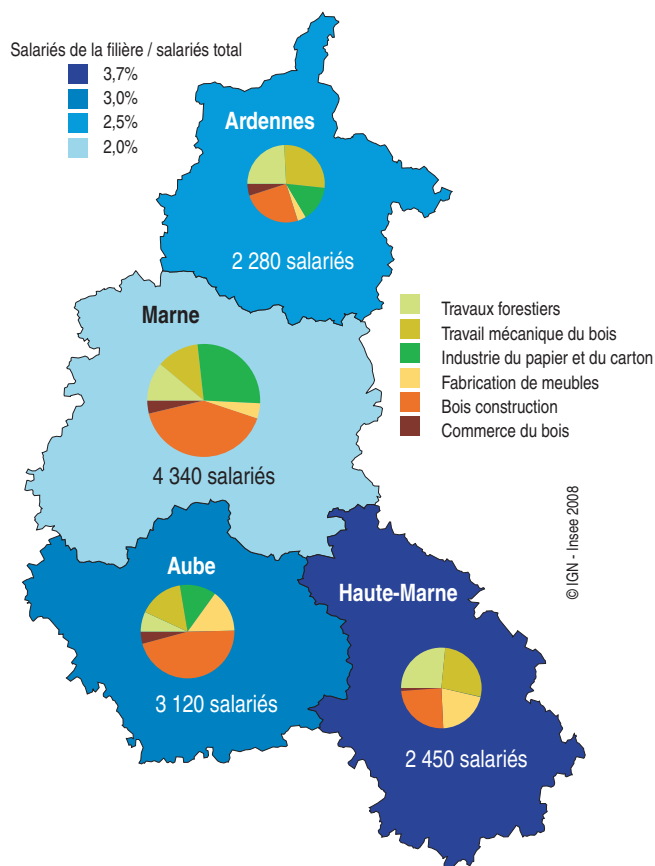 Salariés de la filière / salariés total
3,7%
3,0%
2,5%
2,0%
Ardennes
2 280 salariés
Marne
4 340 salariés
Travaux forestiers
Travail mécanique du bois
Industrie du papier et du carton
Fabrication de meubles
Bois construction
Commerce du bois
Aube
3 120 salariés
Haute-Marne
2 450 salariés
© IGN - Insee 2008